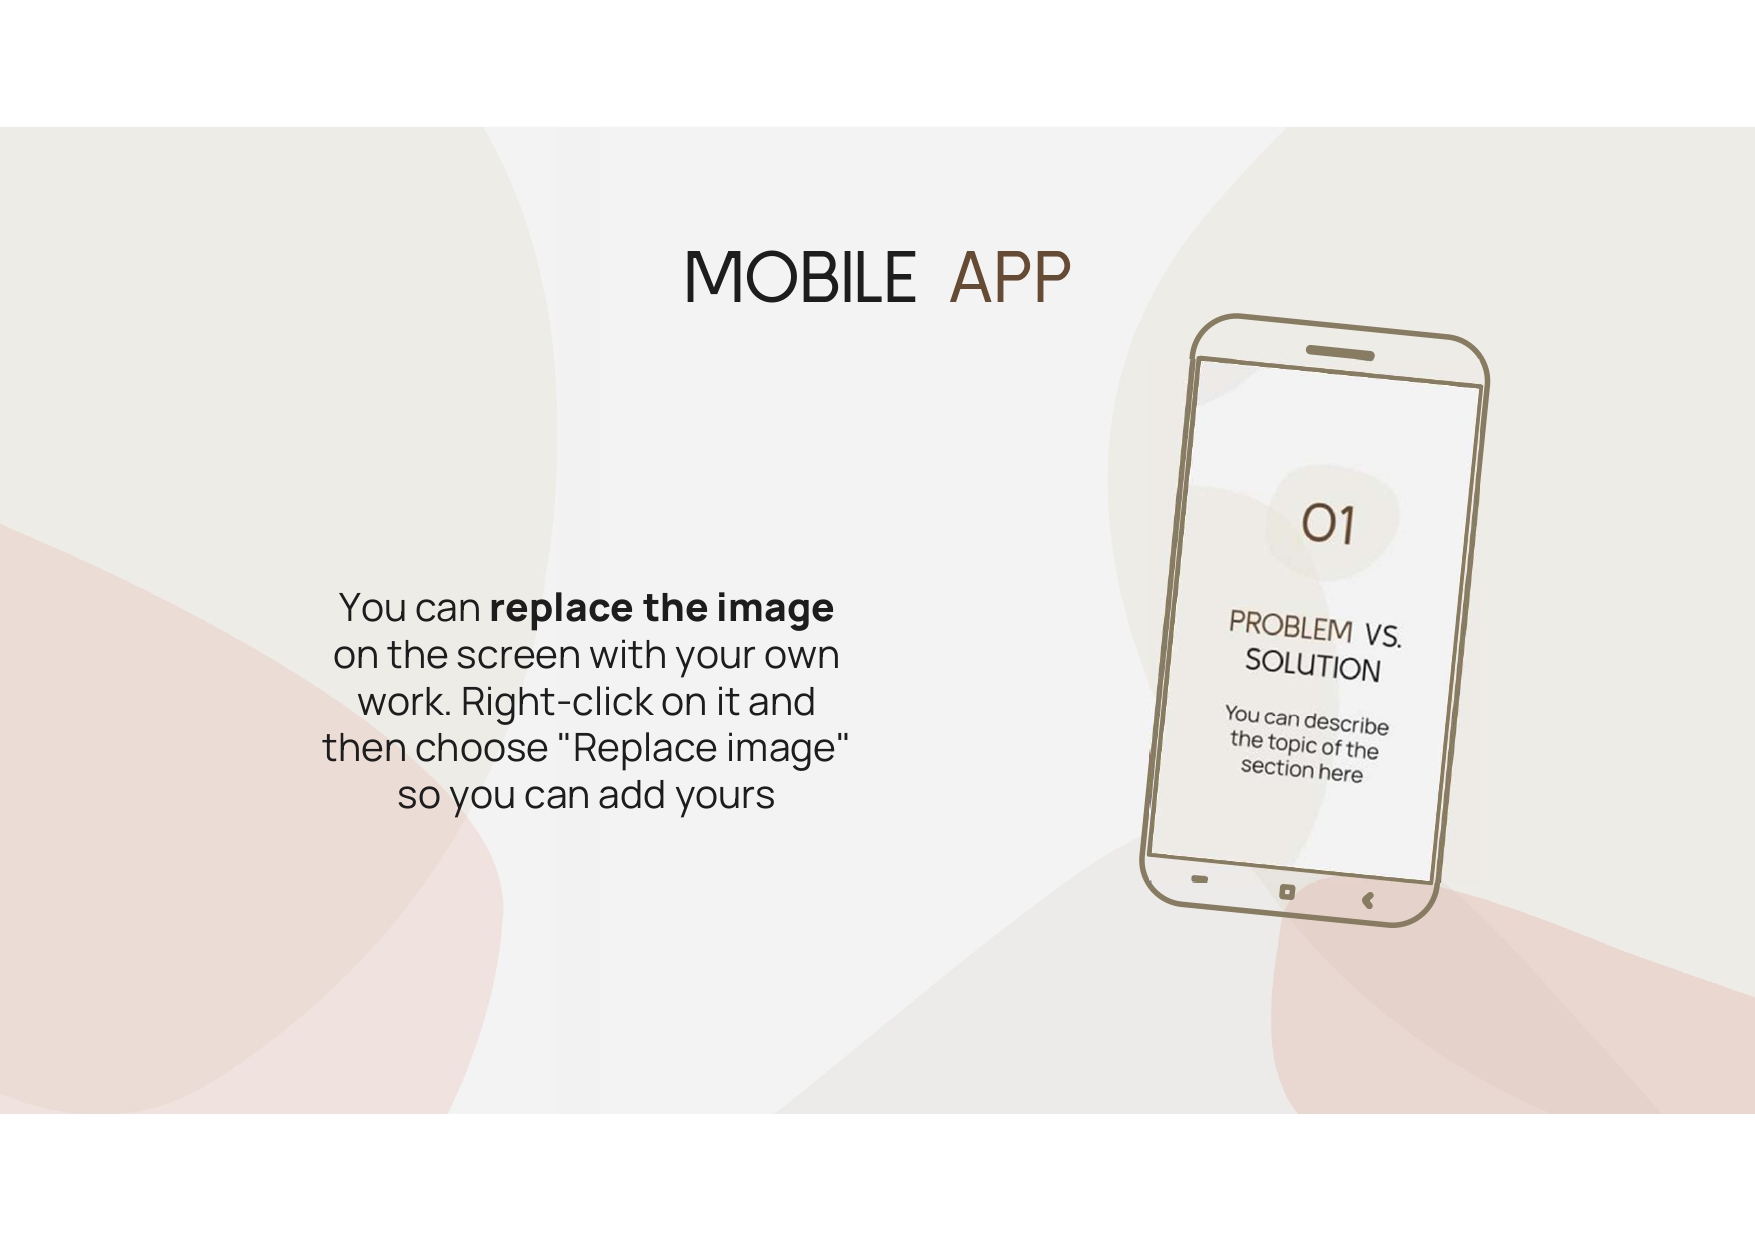 MOBILE APP
You can replace the image
on the screen with your own
work. Right-click on it and
then choose "Replace image"
so you can add yours
01
PROBLEM VS.
SOLUTION
You can describe
the topic of the
section here